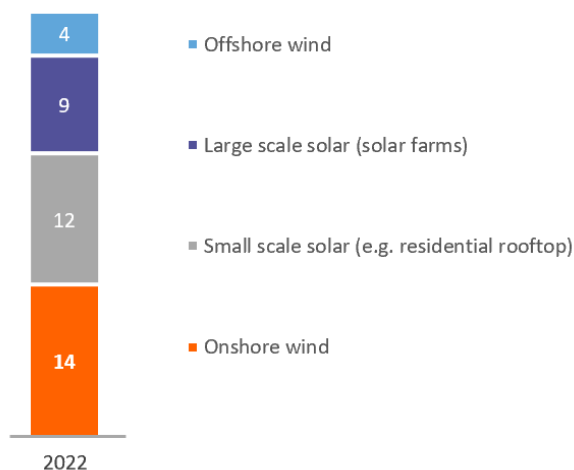 4
Offshore wind
9
Large scale solar (solar farms)
12
Small scale solar (e.g. residential rooftop)
14
Onshore wind
2022